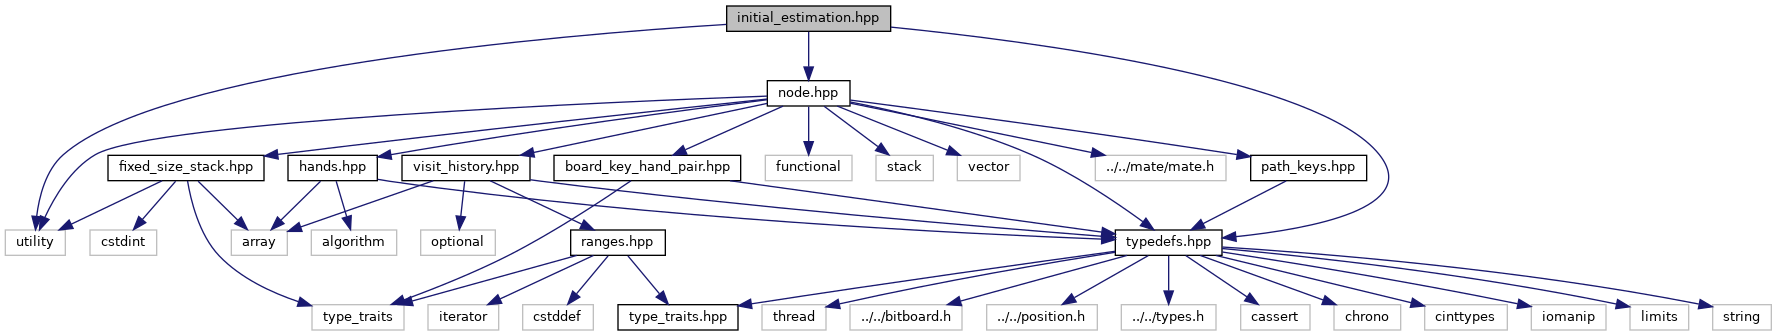 initial_estimation.hpp
node.hpp
fixed_size_stack.hpp
hands.hpp
visit_history.hpp
board_key_hand_pair.hpp
functional
stack
vector
../../mate/mate.h
path_keys.hpp
utility
cstdint
array
algorithm
optional
ranges.hpp
typedefs.hpp
type_traits
iterator
cstddef
type_traits.hpp
thread
../../bitboard.h
../../position.h
../../types.h
cassert
chrono
cinttypes
iomanip
limits
string